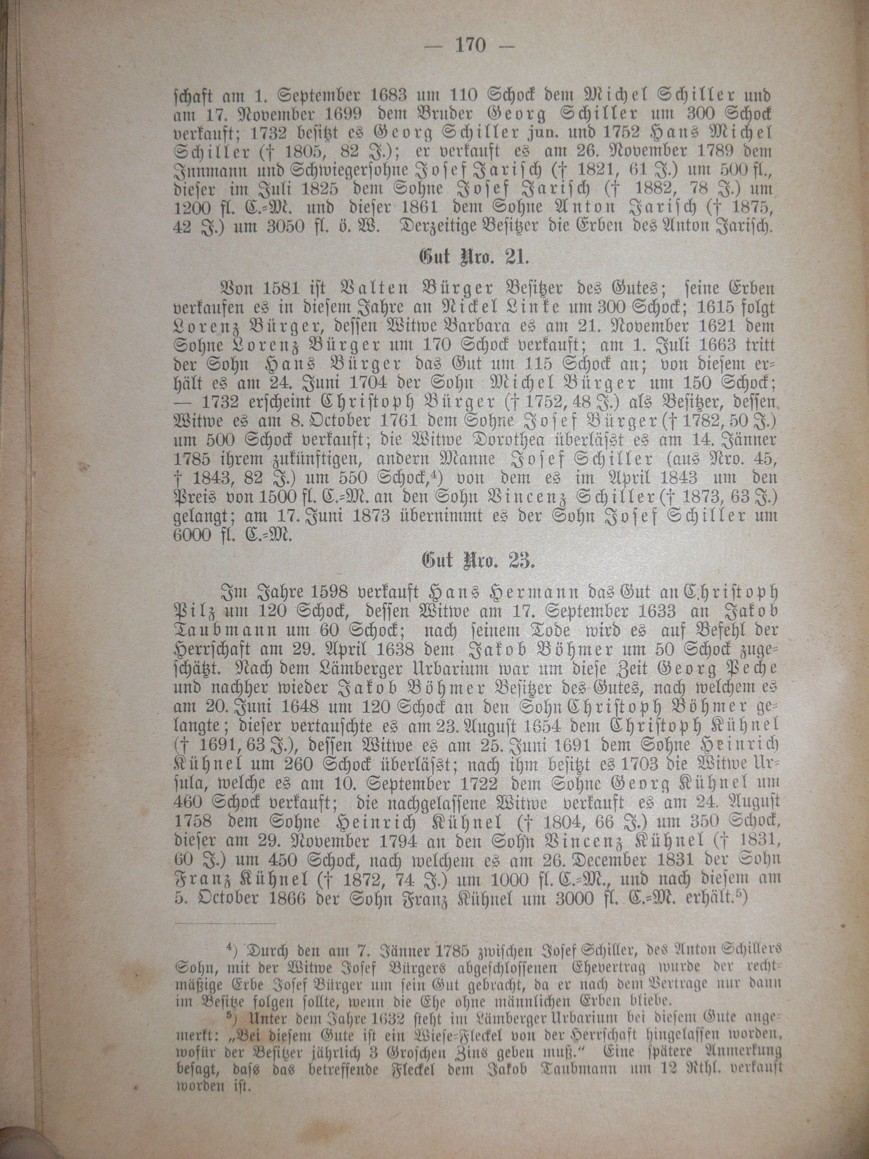 — 170 —
schaft am 1. September 1683 um 110 Schock dem Michel Schiller und
am 17. November 1699 dem Bruder Georg Schiller um 300 Schock
verkauft; 1732 besitzt es Georg Schiller jun. und 1752 Hans Michel
Schiller († 1805, 82 J.); er verkauft es am 26. November 1789 dem
Innmann und Schwiegersohne Josef Jarisch († 1821, 61 J.) um 500 fl.,
dieser im Juli 1825 dem Sohne Josef Jarisch († 1882, 78 J.) um
1200 fl. C.=M. und dieser 1861 dem Sohne Anton Jarisch († 1875,
42 J.) um 3050 fl. ö. W. Derzeitige Besitzer die Erben des Anton Jarisch.
Gut Nro. 21.
Von 1581 ist Valten Bürger Besitzer des Gutes; seine Erben
verkaufen es in diesem Jahre an Nickel Linke um 300 Schock; 1615 folgt
Lorenz Bürger, dessen Witwe Barbara es am 21. November 1621 dem
Sohne Lorenz Bürger um 170 Schock verkauft; am 1. Juli 1663 tritt
der Sohn Hans Bürger das Gut um 115 Schock an; von diesem er=
hält es am 24. Juni 1704 der Sohn Michel Bürger um 150 Schock;
— 1732 erscheint Christoph Bürger († 1752, 48 J.) als Besitzer, dessen
Witwe es am 8. October 1761 dem Sohne Josef Bürger († 1782, 50 J.)
um 500 Schock verkauft; die Witwe Dorothea überläßt es am 14. Jänner
1785 ihrem zukünftigen, andern Manne Josef Schiller (aus Nro. 45,
† 1843, 82 J.) um 550 Schock,⁴) von dem es im April 1843 um den
Preis von 1500 fl. C.=M. an den Sohn Vincenz Schiller († 1873, 63 J.)
gelangt; am 17. Juni 1873 übernimmt es der Sohn Josef Schiller um
6000 fl. C.=M.
Gut Nro. 23.
Im Jahre 1598 verkauft Hans Hermann das Gut an Christoph
Pilz um 120 Schock, dessen Witwe am 17. September 1633 an Jakob
Taubmann um 60 Schock; nach seinem Tode wird es auf Befehl der
Herrschaft am 29. April 1638 dem Jakob Böhmer um 50 Schock zuge=
schätzt. Nach dem Lämberger Urbarium war um diese Zeit Georg Peche
und nachher wieder Jakob Böhmer Besitzer des Gutes, nach welchem es
am 20. Juni 1648 um 120 Schock an den Sohn Christoph Böhmer ge=
langte; dieser vertauschte es am 23. August 1654 dem Christoph Kühnel
(† 1691, 63 J.), dessen Witwe es am 25. Juni 1691 dem Sohne Heinrich
Kühnel um 260 Schock überläßt; nach ihm besitzt es 1703 die Witwe Ur=
sula, welche es am 10. September 1722 dem Sohne Georg Kühnel um
460 Schock verkauft; die nachgelassene Witwe verkauft es am 24. August
1758 dem Sohne Heinrich Kühnel († 1804, 66 J.) um 350 Schock,
dieser am 29. November 1794 an den Sohn Vincenz Kühnel († 1831,
60 J.) um 450 Schock, nach welchem es am 26. December 1831 der Sohn
Franz Kühnel († 1872, 74 J.) um 1000 fl. C.=M., und nach diesem am
5. October 1866 der Sohn Franz Kühnel um 3000 fl. C.=M. erhält.⁵)
⁴) Durch den am 7. Jänner 1785 zwischen Josef Schiller, des Anton Schillers
Sohn, mit der Witwe Josef Bürgers abgeschlossenen Ehevertrag wurde der recht=
mäßige Erbe Josef Bürger um sein Gut gebracht, da er nach dem Vertrage nur dann
im Besitze folgen sollte, wenn die Ehe ohne männlichen Erben bliebe.
⁵) Unter dem Jahre 1632 steht im Lämberger Urbarium bei diesem Gute ange=
merkt: „Bei diesem Gute ist ein Wiese=Fleckel von der Herrschaft hingelassen worden,
wofür der Besitzer jährlich 3 Groschen Zins geben muß.“ Eine spätere Anmerkung
besagt, dass das betreffende Fleckel dem Jakob Taubmann um 12 Rthl. verkauft
worden ist.